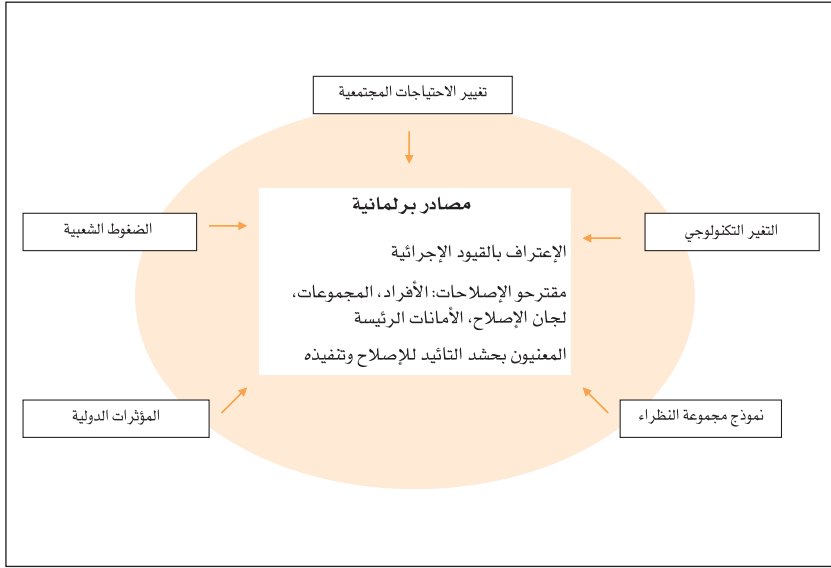 تغيير الاحتياجات المجتمعية
مصادر برلمانية
الضغوط الشعبية
التغير التكنولوجي
الإعتراف بالقيود الإجرائية
مقترحو الإصلاحات: الأفراد، المجموعات،
لجان الإصلاح، الأمانات الرئيسة
المعنيون بحشد التائيد للإصلاح وتنفيذه
نموذج مجموعة النظراء
المؤثرات الدولية